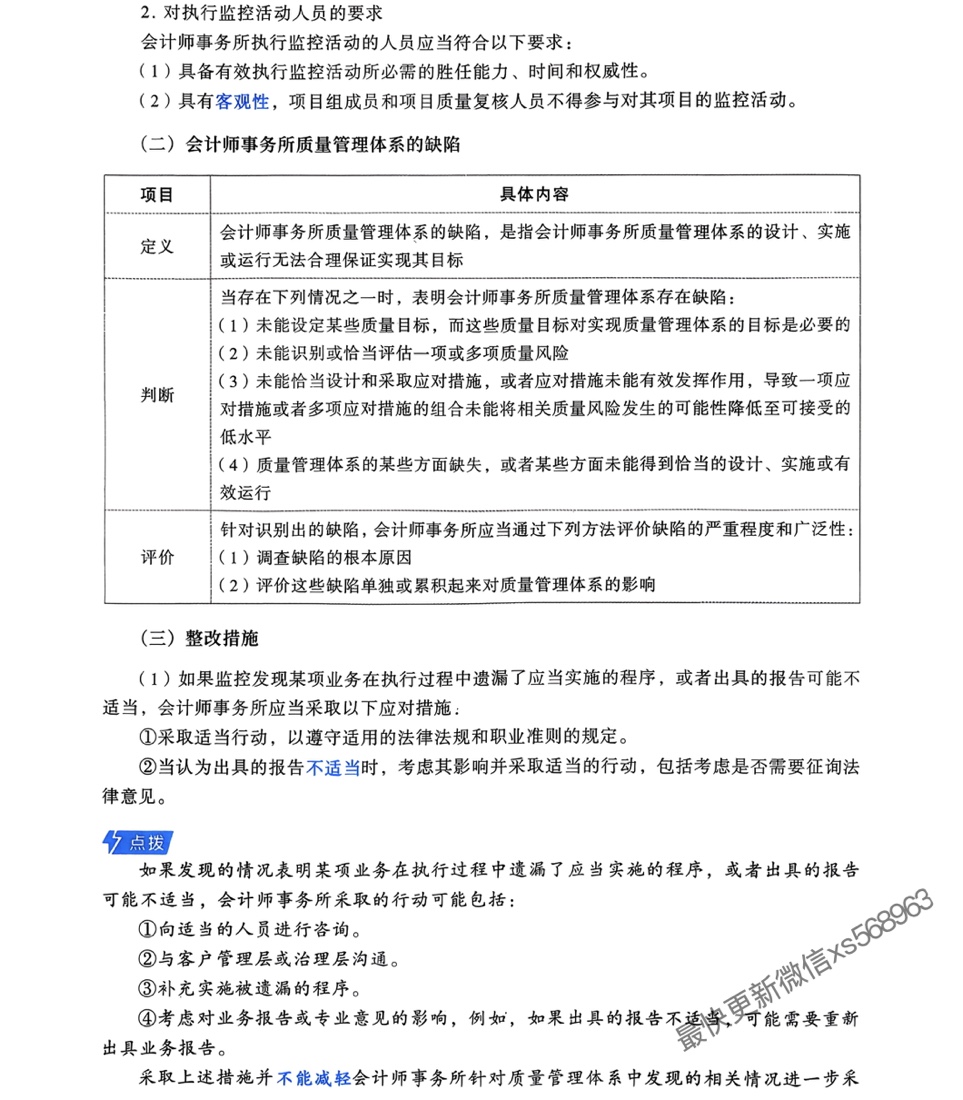 2. 对执行监控活动人员的要求
会计师事务所执行监控活动的人员应当符合以下要求：
（1）具备有效执行监控活动所必需的胜任能力、时间和权威性。
（2）具有客观性，项目组成员和项目质量复核人员不得参与对其项目的监控活动。
（二）会计师事务所质量管理体系的缺陷
项目 具体内容
定义
会计师事务所质量管理体系的缺陷，是指会计师事务所质量管理体系的设计、实施
或运行无法合理保证实现其目标
判断
当存在下列情况之一时，表明会计师事务所质量管理体系存在缺陷：
（1）未能设定某些质量目标，而这些质量目标对实现质量管理体系的目标是必要的
（2）未能识别或恰当评估一项或多项质量风险
（3）未能恰当设计和采取应对措施，或者应对措施未能有效发挥作用，导致一项应
对措施或者多项应对措施的组合未能将相关质量风险发生的可能性降低至可接受的
低水平
（4）质量管理体系的某些方面缺失，或者某些方面未能得到恰当的设计、实施或有
效运行
评价
针对识别出的缺陷，会计师事务所应当通过下列方法评价缺陷的严重程度和广泛性：
（1）调查缺陷的根本原因
（2）评价这些缺陷单独或累积起来对质量管理体系的影响
（三）整改措施
（1）如果监控发现某项业务在执行过程中遗漏了应当实施的程序，或者出具的报告可能不
适当，会计师事务所应当采取以下应对措施：
①采取适当行动，以遵守适用的法律法规和职业准则的规定。
②当认为出具的报告不适当时，考虑其影响并采取适当的行动，包括考虑是否需要征询法
律意见。
点拨
如果发现的情况表明某项业务在执行过程中遗漏了应当实施的程序，或者出具的报告
可能不适当，会计师事务所采取的行动可能包括：
①向适当的人员进行咨询。
②与客户管理层或治理层沟通。
③补充实施被遗漏的程序。
④考虑对业务报告或专业意见的影响，例如，如果出具的报告不适当，可能需要重新
出具业务报告。
采取上述措施并不能减轻会计师事务所针对质量管理体系中发现的相关情况进一步采
最快更新微信xs568963